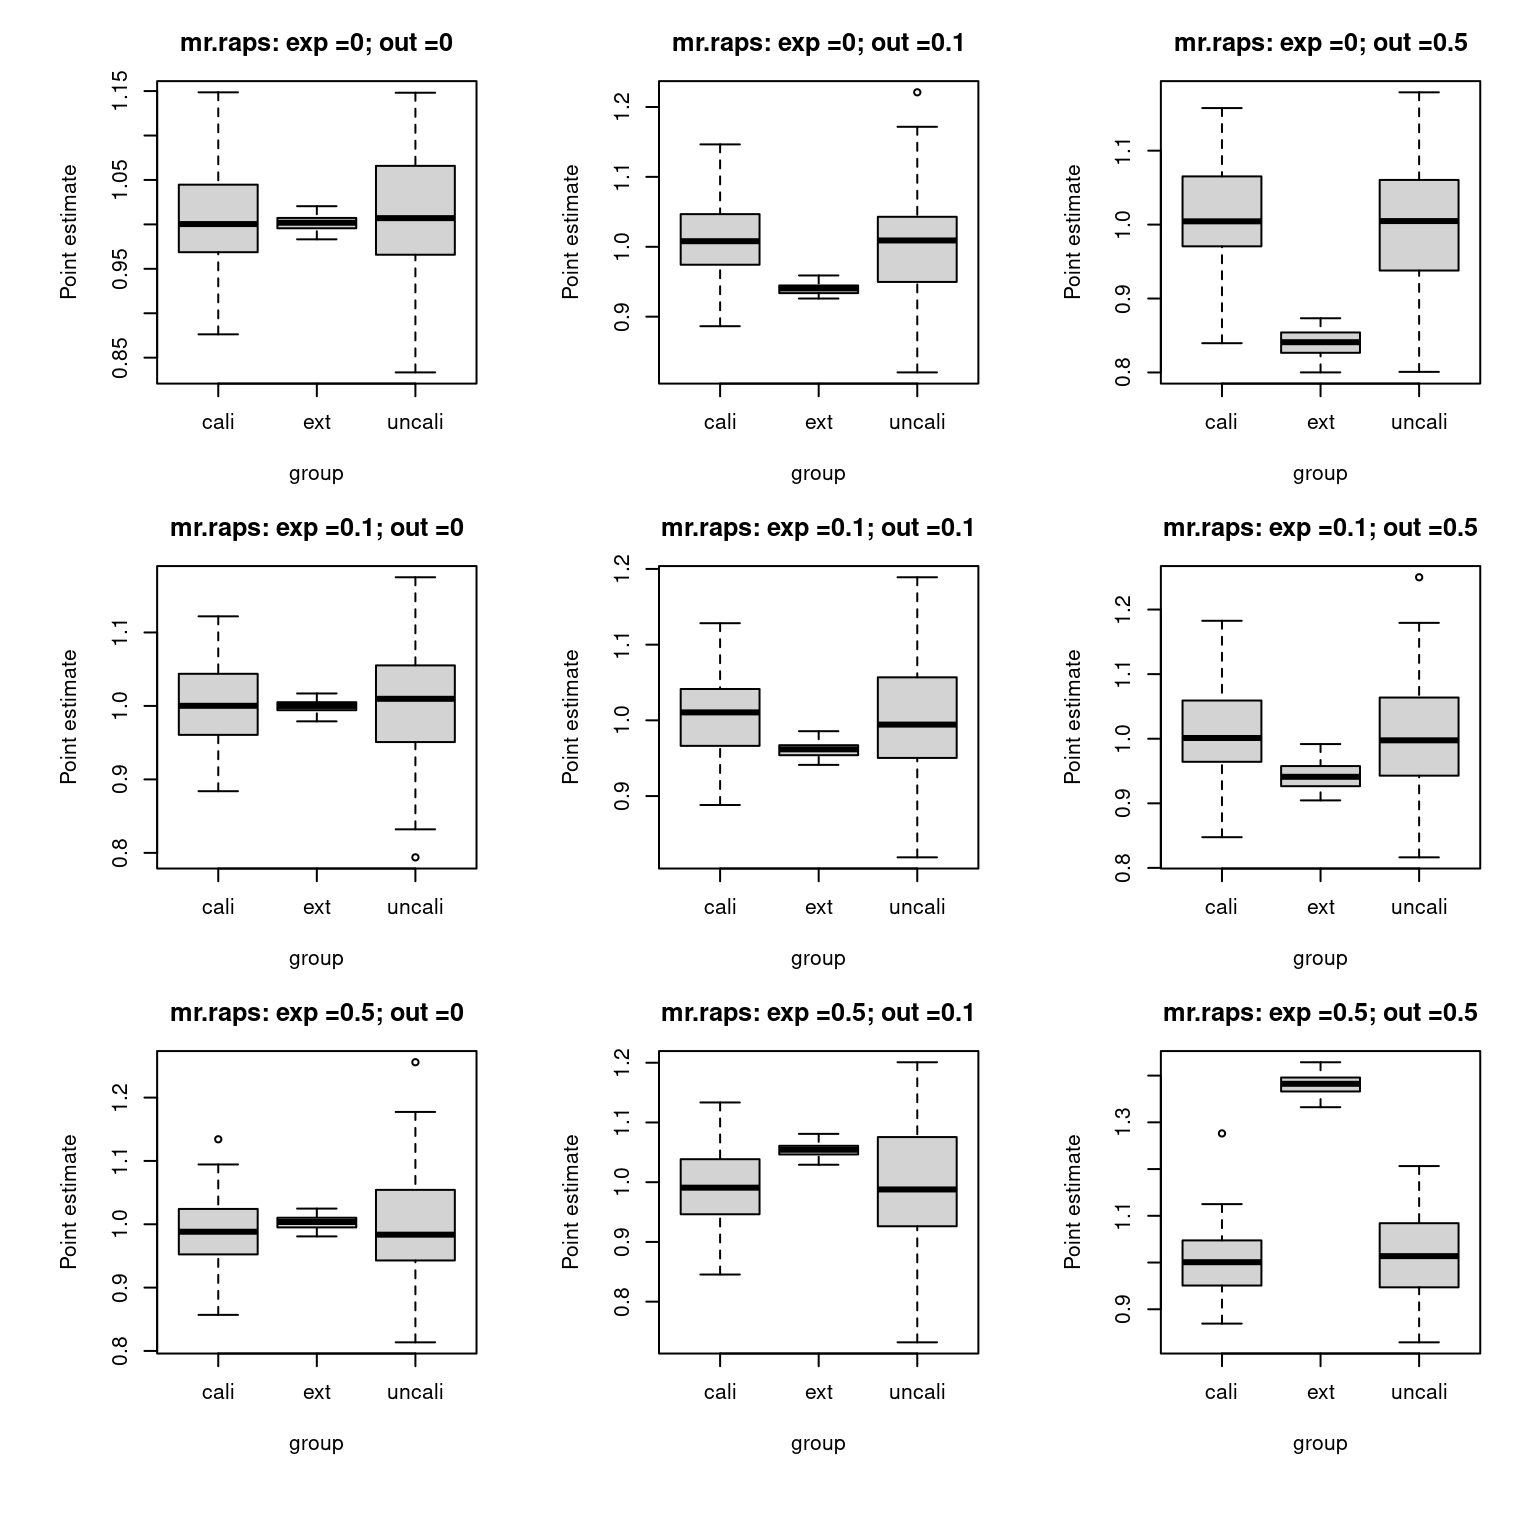 mr.raps: exp =0; out =0
1.15
1.05
0.95
0.85
Point estimate
cali ext uncali
group
mr.raps: exp =0; out =0.1
1.2
1.1
1.0
0.9
Point estimate
cali ext uncali
group
mr.raps: exp =0; out =0.5
1.1
1.0
0.9
0.8
Point estimate
cali ext uncali
group
mr.raps: exp =0.1; out =0
1.1
1.0
0.9
0.8
Point estimate
cali ext uncali
group
mr.raps: exp =0.1; out =0.1
1.2
1.1
1.0
0.9
Point estimate
cali ext uncali
group
mr.raps: exp =0.1; out =0.5
1.2
1.1
1.0
0.9
0.8
Point estimate
cali ext uncali
group
mr.raps: exp =0.5; out =0
1.2
1.1
1.0
0.9
0.8
Point estimate
cali ext uncali
group
mr.raps: exp =0.5; out =0.1
1.2
1.1
1.0
0.9
0.8
Point estimate
cali ext uncali
group
mr.raps: exp =0.5; out =0.5
1.3
1.1
0.9
Point estimate
cali ext uncali
group